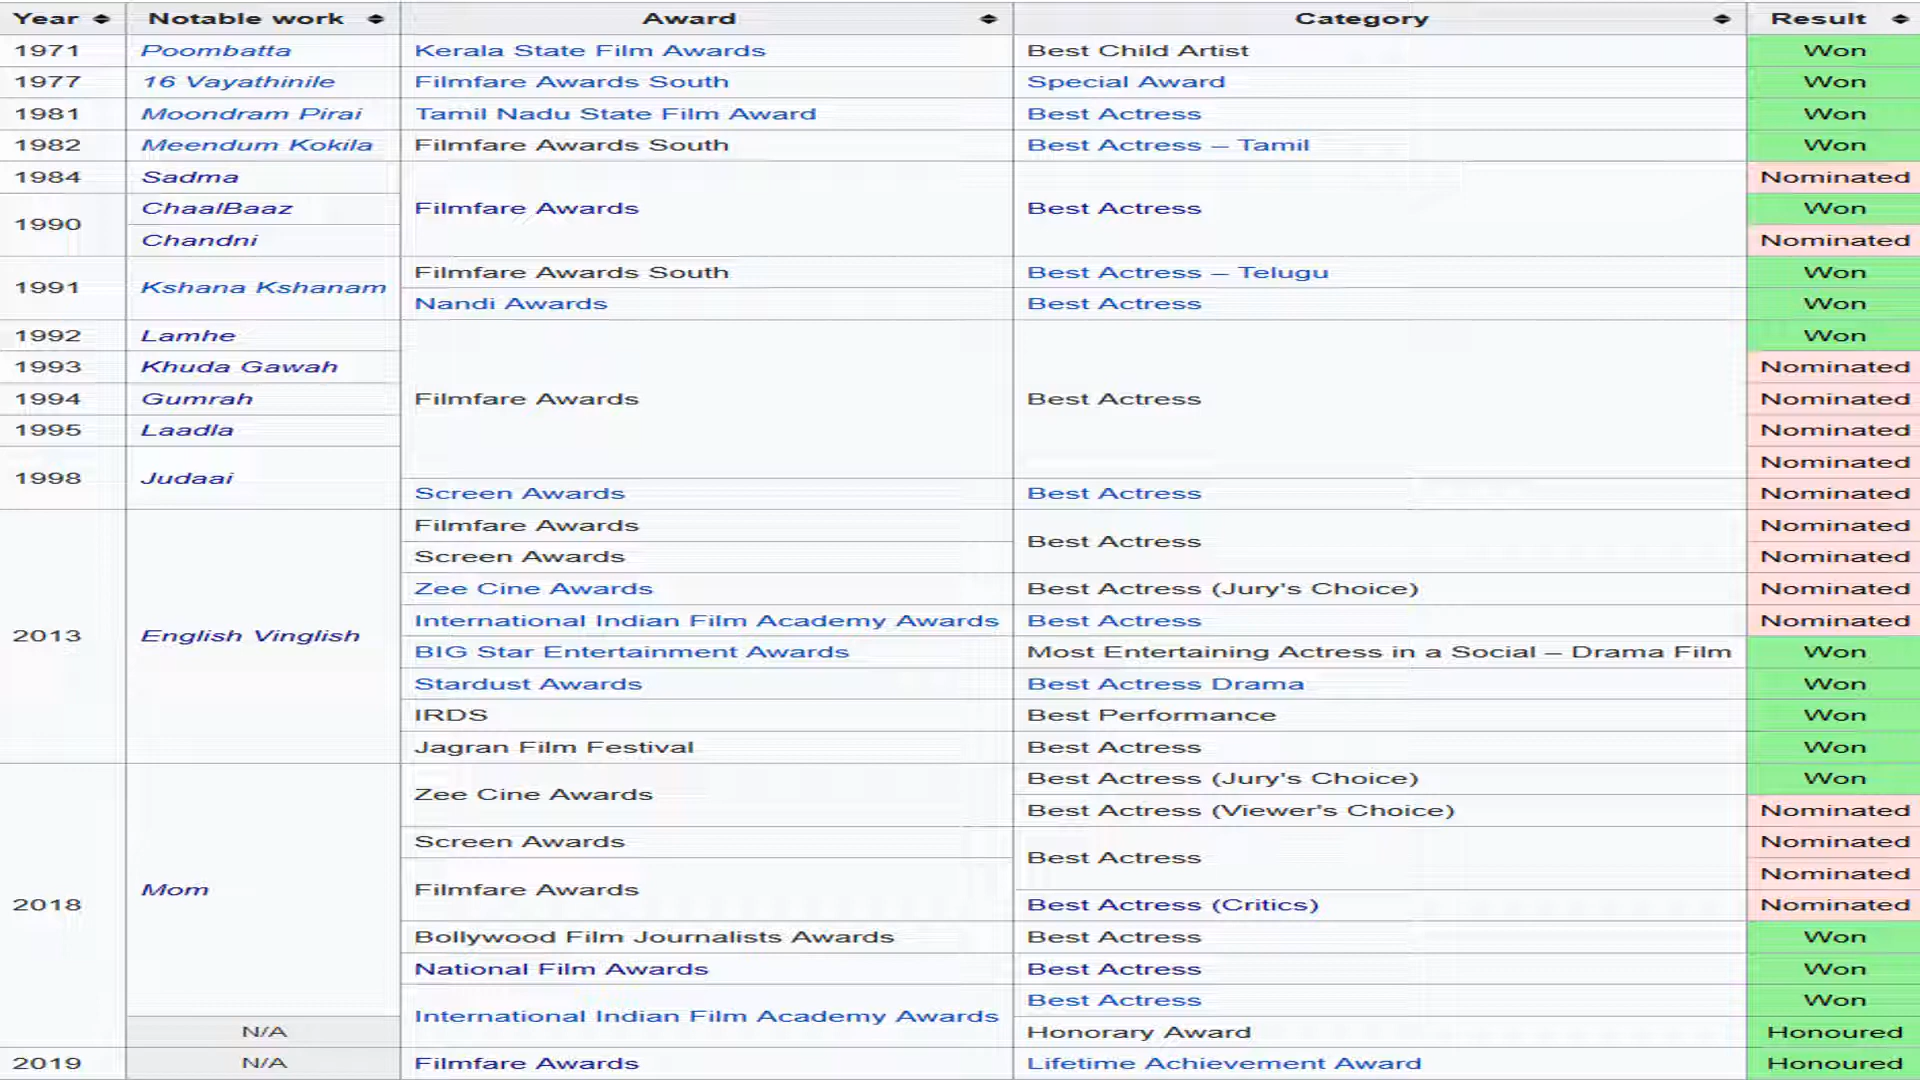 Year Notable work Award Category Result
1971 Poombatta Kerala State Film Awards Best Child Artist Won
1977 16 Vayathinile Filmfare Awards South Special Award Won
1981 Moondram Pirai Tamil Nadu State Film Award Best Actress Won
1982 Meendum Kokila Filmfare Awards South Best Actress – Tamil Won
1984 Sadma Nominated
1990 ChaalBaaz Filmfare Awards Best Actress Won
Chandni Nominated
1991 Kshana Kshanam Filmfare Awards South Best Actress – Telugu Won
Nandi Awards Best Actress Won
1992 Lamhe Won
1993 Khuda Gawah Nominated
1994 Gumrah Filmfare Awards Best Actress Nominated
1995 Laadla Nominated
1998 Judaai Nominated
Screen Awards Best Actress Nominated
2013 English Vinglish Filmfare Awards Best Actress Nominated
Screen Awards Nominated
Zee Cine Awards Best Actress (Jury's Choice) Nominated
International Indian Film Academy Awards Best Actress Nominated
BIG Star Entertainment Awards Most Entertaining Actress in a Social – Drama Film Won
Stardust Awards Best Actress Drama Won
IRDS Best Performance Won
Jagran Film Festival Best Actress Won
2018 Mom Zee Cine Awards Best Actress (Jury's Choice) Won
Best Actress (Viewer's Choice) Nominated
Screen Awards Best Actress Nominated
Filmfare Awards Nominated
Best Actress (Critics) Nominated
Bollywood Film Journalists Awards Best Actress Won
National Film Awards Best Actress Won
International Indian Film Academy Awards Best Actress Won
N/A Honorary Award Honoured
2019 N/A Filmfare Awards Lifetime Achievement Award Honoured